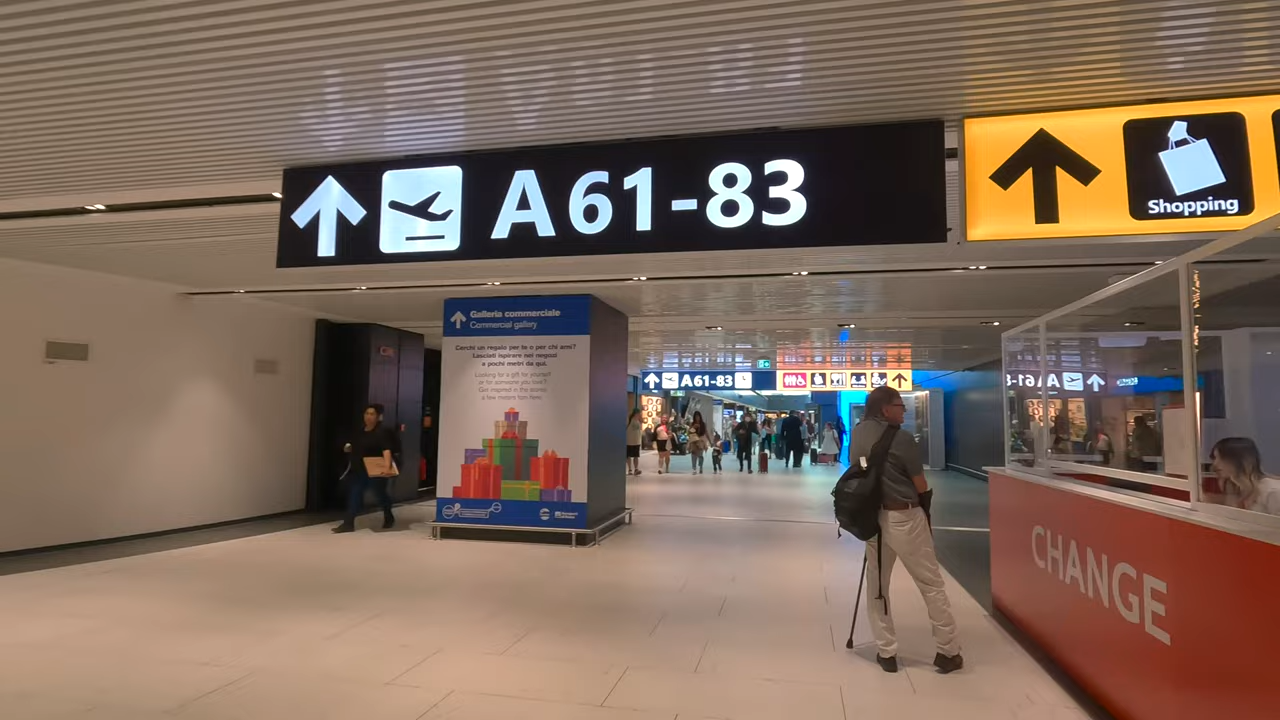 A61-83
Shopping
Galleria commerciale
Commercial gallery
Cerchi un regalo per te o per chi ami?
Lasciati ispirare nei negozi
a pochi metri da qui.
Looking for a gift for yourself
or for someone you love?
Get inspired in the stores
a few meters from here.
A61-83
CHANGE